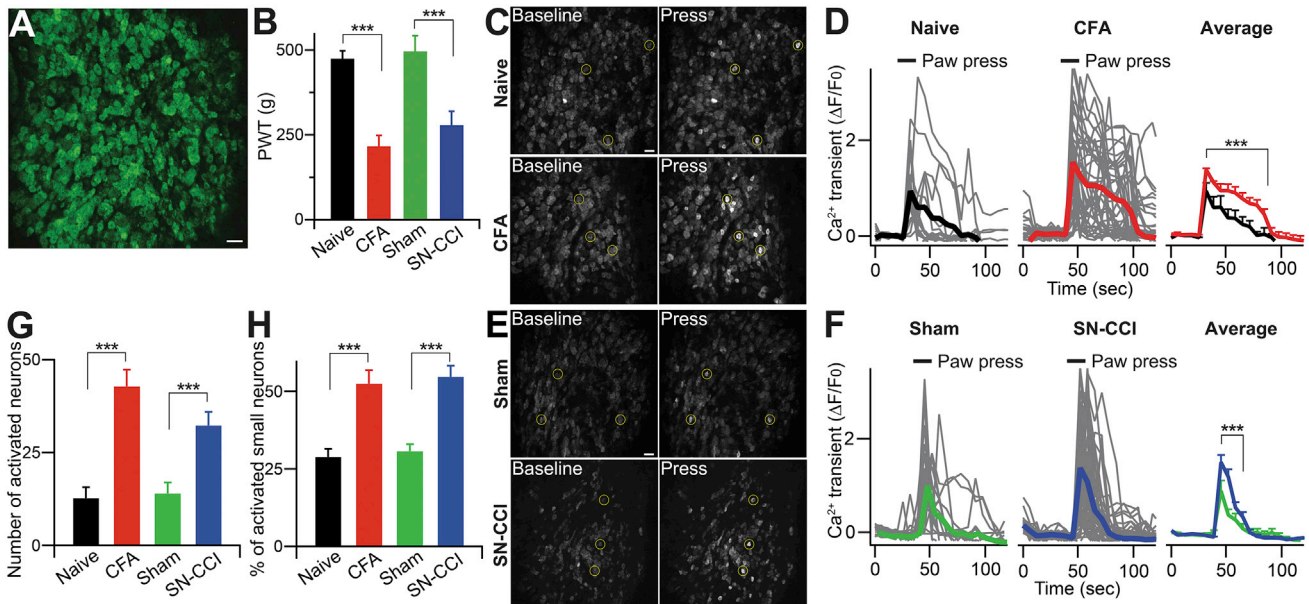 A
B
***
***
500
250
0
PWT (g)
Naive
CFA
Sham
SN-CCI
C
Baseline
Press
Naive
Baseline
Press
CFA
D
Naive
CFA
Average
Paw press
Paw press
Ca²⁺ transient (ΔF/F0)
2
0
***
0
50
100
0
50
100
0
50
100
Time (sec)
G
Number of activated neurons
50
25
0
***
***
Naive
CFA
Sham
SN-CCI
H
% of activated small neurons
50
25
0
***
***
Naive
CFA
Sham
SN-CCI
E
Baseline
Press
Sham
Baseline
Press
SN-CCI
F
Sham
SN-CCI
Average
Paw press
Paw press
Ca²⁺ transient (ΔF/F0)
2
0
***
0
50
100
0
50
100
0
50
100
Time (sec)